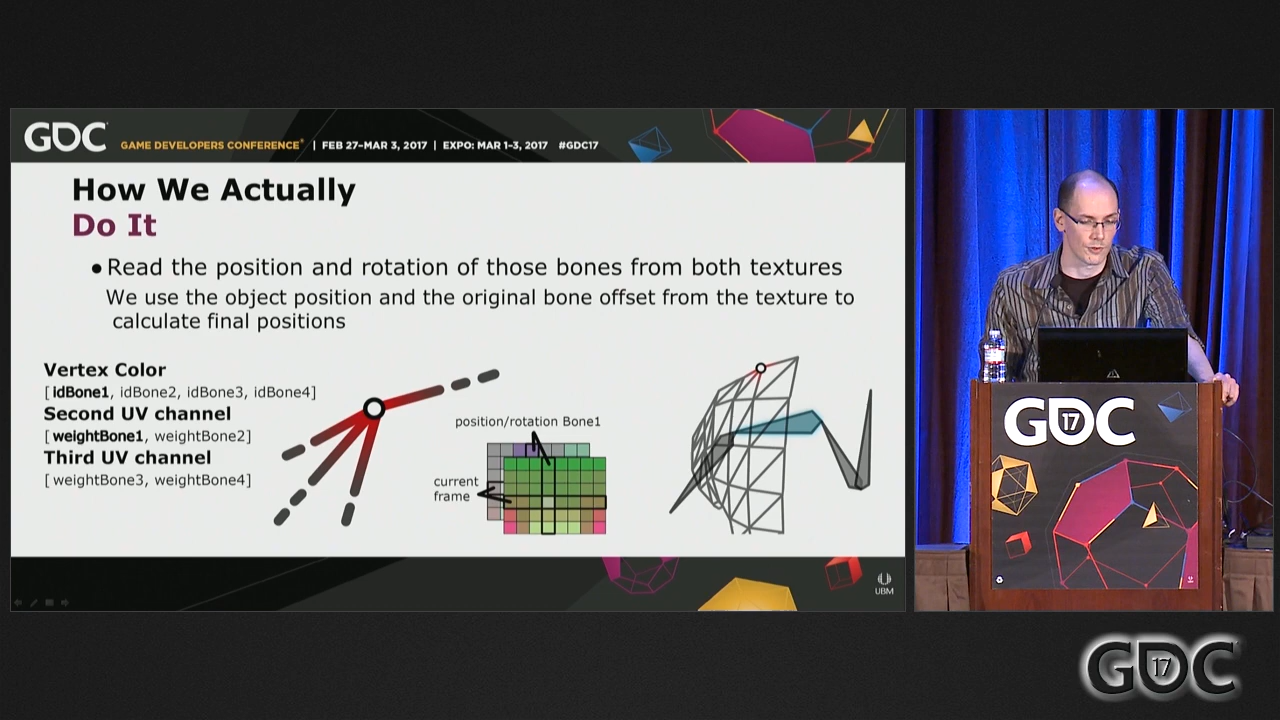 GDC
GAME DEVELOPERS CONFERENCE® | FEB 27–MAR 3, 2017 | EXPO: MAR 1–3, 2017 #GDC17
How We Actually
Do It
• Read the position and rotation of those bones from both textures
We use the object position and the original bone offset from the texture to
calculate final positions
Vertex Color
[idBone1, idBone2, idBone3, idBone4]
Second UV channel
[weightBone1, weightBone2]
Third UV channel
[weightBone3, weightBone4]
position/rotation Bone1
current
frame
UBM
GDC
17
GDC
17